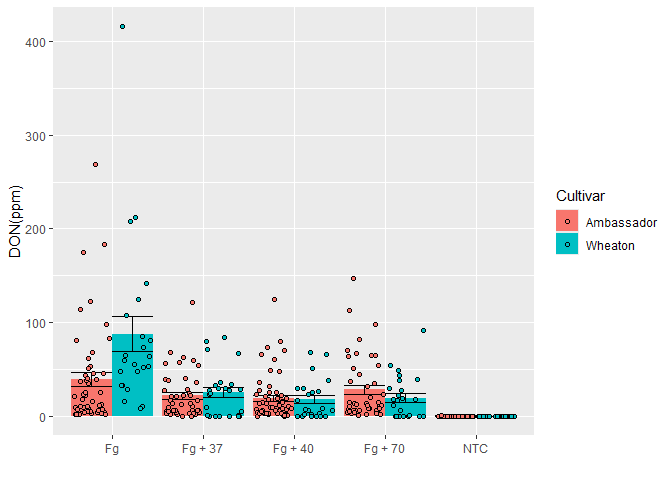 400
300
200
100
0
DON(ppm)
Fg
Fg + 37
Fg + 40
Fg + 70
NTC
Cultivar
Ambassador
Wheaton